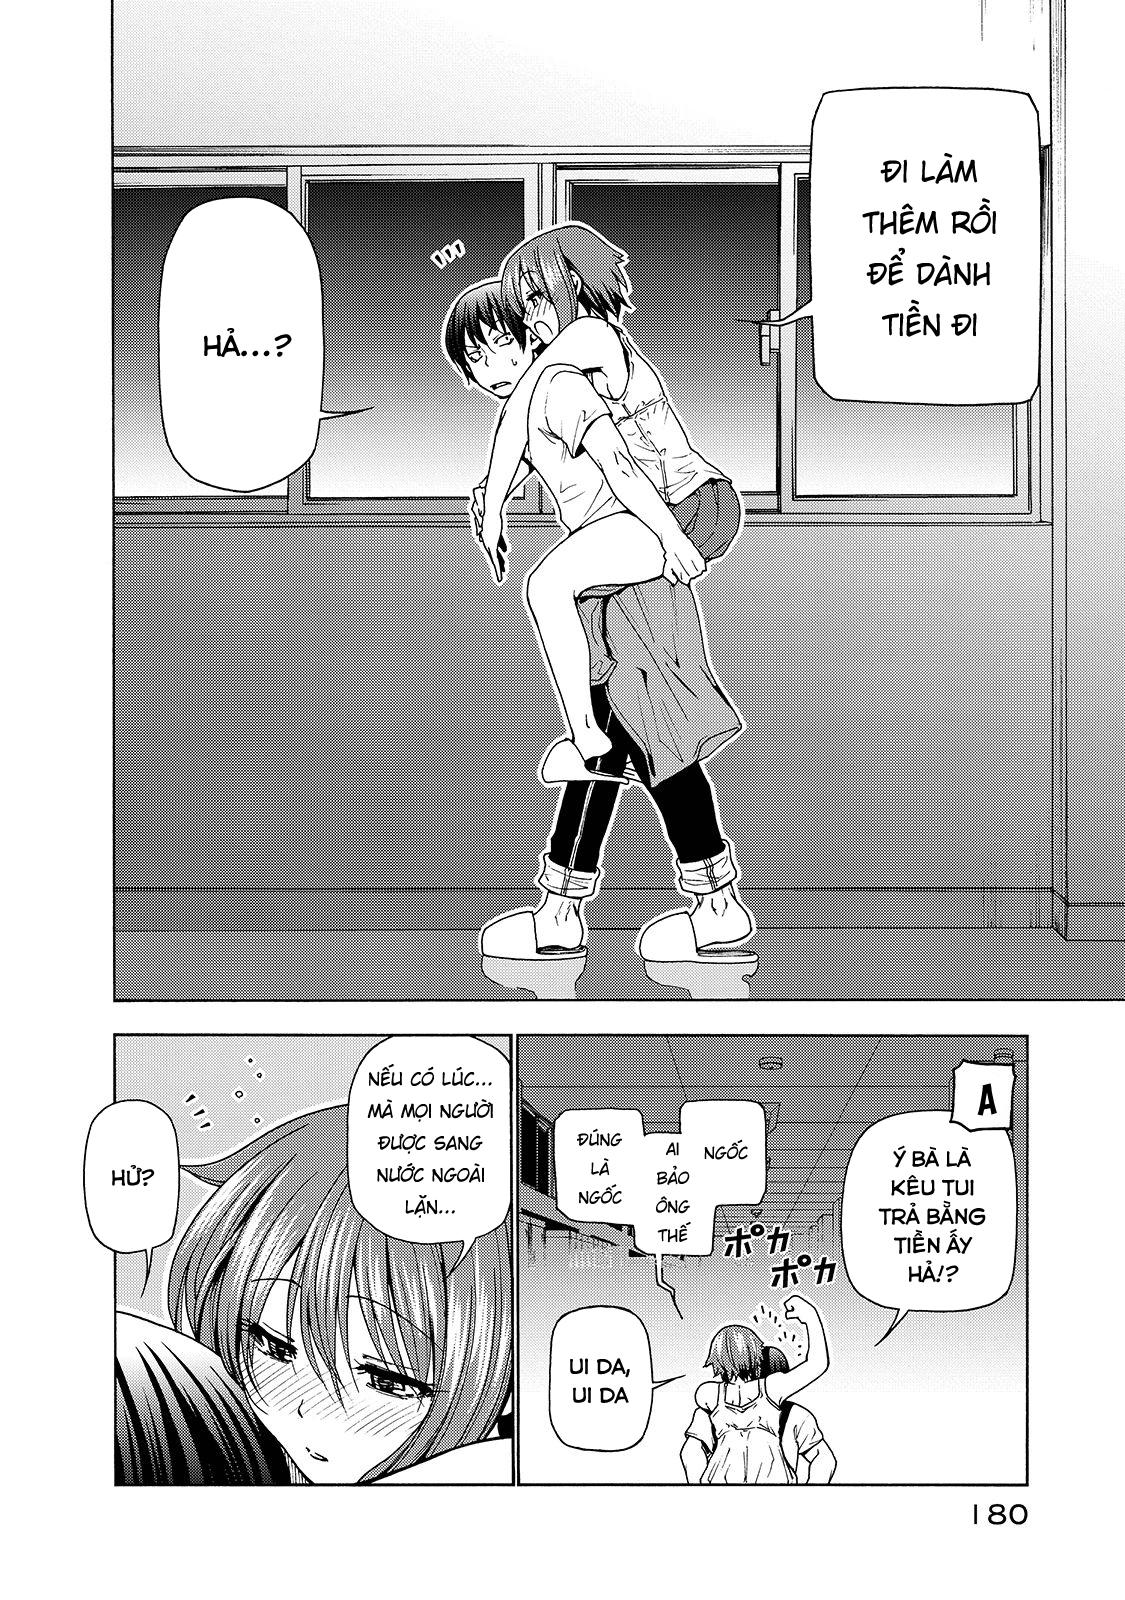 ĐI LÀM
THÊM RỒI
ĐỂ DÀNH
TIỀN ĐI
HẢ...?
A
Ý BÀ LÀ
KÊU TUI
TRẢ BẰNG
TIỀN ẤY
HẢ!?
NGỐC
AI
BẢO
ÔNG
THẾ
ĐÚNG
LÀ
NGỐC
ポカ
ポカ
UI DA,
UI DA
NẾU CÓ LÚC...
MÀ MỌI NGƯỜI
ĐƯỢC SANG
NƯỚC NGOÀI
LẶN...
HỬ?
180